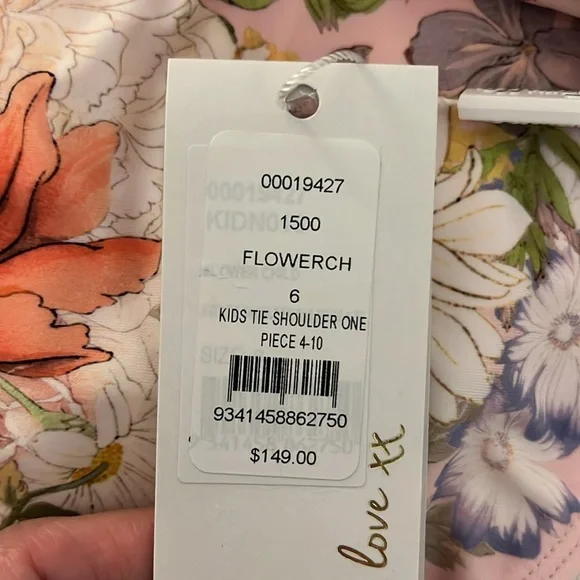 00019427
1500
FLOWERCH
6
KIDS TIE SHOULDER ONE
PIECE 4-10
9341458862750
$149.00
love xx